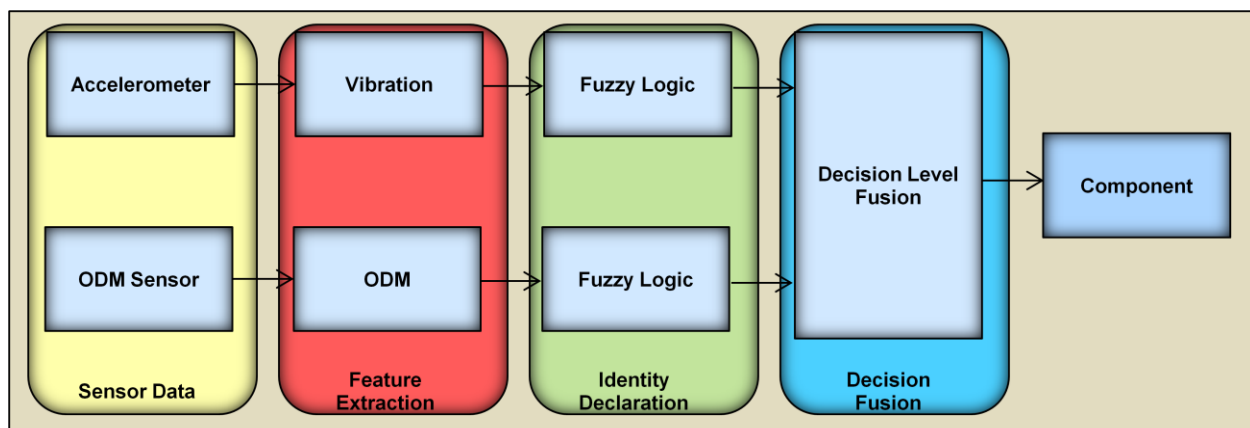 Accelerometer
Vibration
Fuzzy Logic
Decision Level
Fusion
Component
ODM Sensor
ODM
Fuzzy Logic
Sensor Data
Feature
Extraction
Identity
Declaration
Decision
Fusion